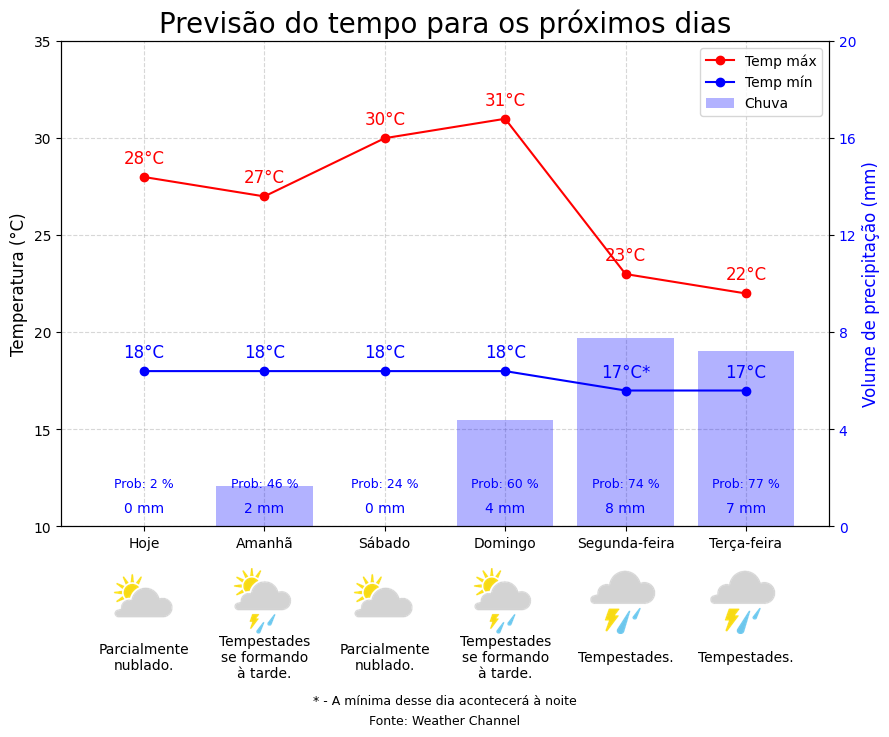 Previsão do tempo para os próximos dias
35
30
25
20
15
10
Temperatura (°C)
20
16
12
8
4
0
Volume de precipitação (mm)
Temp máx
Temp mín
Chuva
28°C
27°C
30°C
31°C
23°C
22°C
18°C
18°C
18°C
18°C
17°C*
17°C
Prob: 2 %
Prob: 46 %
Prob: 24 %
Prob: 60 %
Prob: 74 %
Prob: 77 %
0 mm
2 mm
0 mm
4 mm
8 mm
7 mm
Hoje
Amanhã
Sábado
Domingo
Segunda-feira
Terça-feira
Parcialmente
nublado.
Tempestades
se formando
à tarde.
Parcialmente
nublado.
Tempestades
se formando
à tarde.
Tempestades.
Tempestades.
* - A mínima desse dia acontecerá à noite
Fonte: Weather Channel